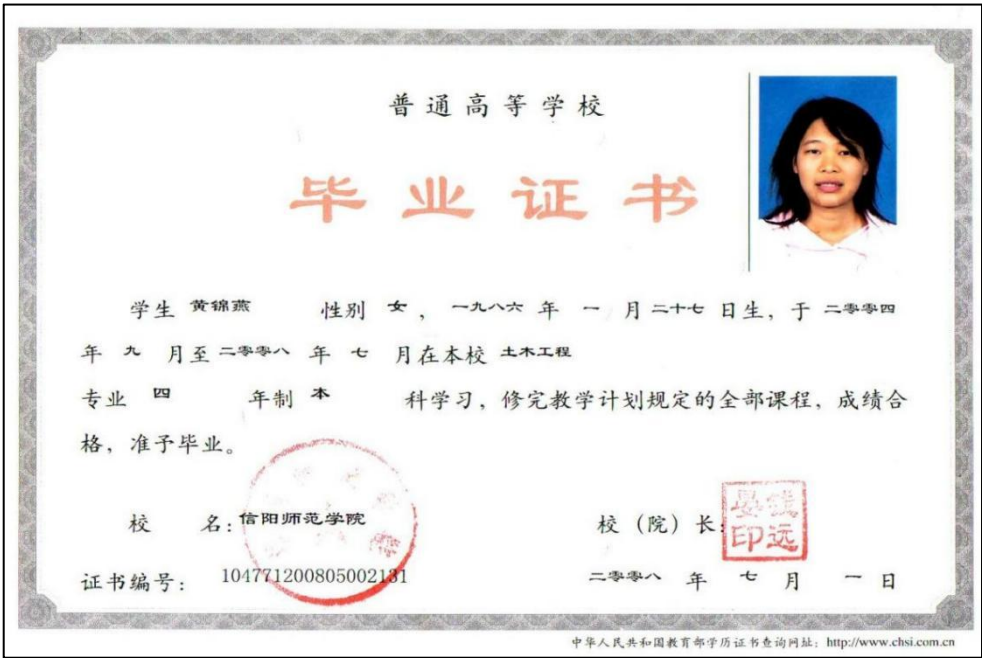 普通高等学校
毕业证书
学生 黄锦燕 性别 女 ，一九八六 年 一 月 二十七 日生，于 二零零四
年 九 月至 二零零八 年 七 月在本校 土木工程
专业 四 年制 本 科学习，修完教学计划规定的全部课程，成绩合
格，准予毕业。
校 名：信阳师范学院 校（院）长：
证书编号： 104771200805002131 二零零八 年 七 月 一 日
中华人民共和国教育部学历证书查询网址：http://www.chsi.com.cn